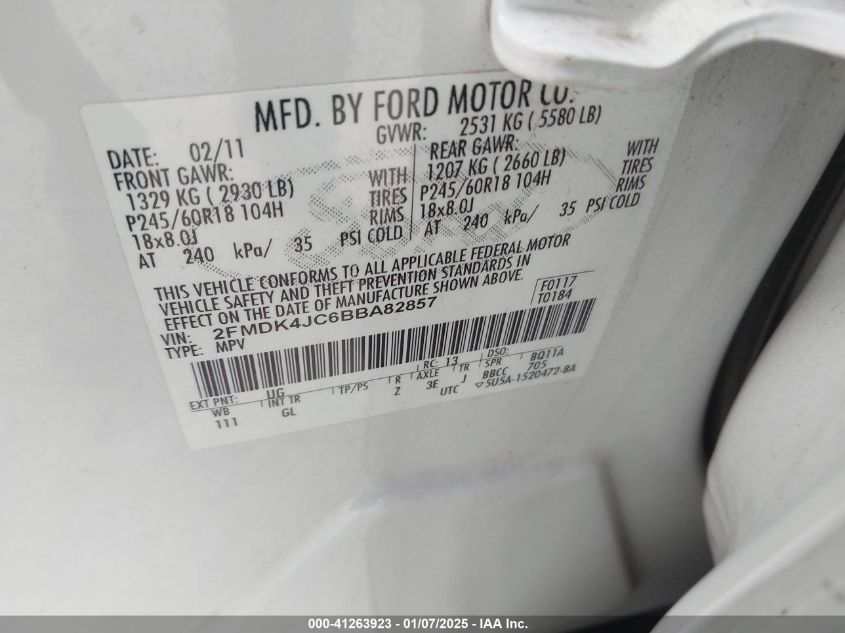 MFD. BY FORD MOTOR CO.
DATE: 02/11 GVWR: 2531 KG ( 5580 LB)
FRONT GAWR: REAR GAWR:
1329 KG ( 2930 LB) WITH 1207 KG ( 2660 LB) WITH
P245/60R18 104H TIRES P245/60R18 104H TIRES
18x8.0J RIMS 18x8.0J RIMS
AT 240 kPa/ 35 PSI COLD AT 240 kPa/ 35 PSI COLD
THIS VEHICLE CONFORMS TO ALL APPLICABLE FEDERAL MOTOR
VEHICLE SAFETY AND THEFT PREVENTION STANDARDS IN
EFFECT ON THE DATE OF MANUFACTURE SHOWN ABOVE.
VIN: 2FMDK4JC6BBA82857 F0117
TYPE: MPV T0184
EXT PNT: UG RC: 13 DSO:
WB INT TR TP/PS R AXLE TR SPR BQ11A
111 GL Z 3E J BBCC 705
UTC 5U5A-1520472-BA
000-41263923 - 01/07/2025 - IAA Inc.